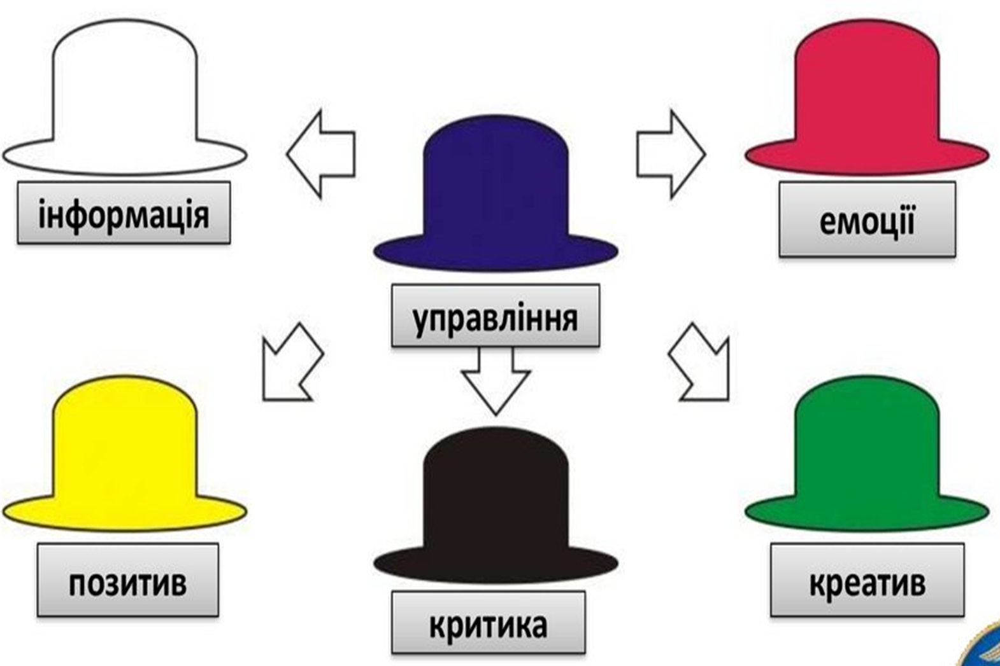 інформація
емоції
управління
позитив
критика
креатив